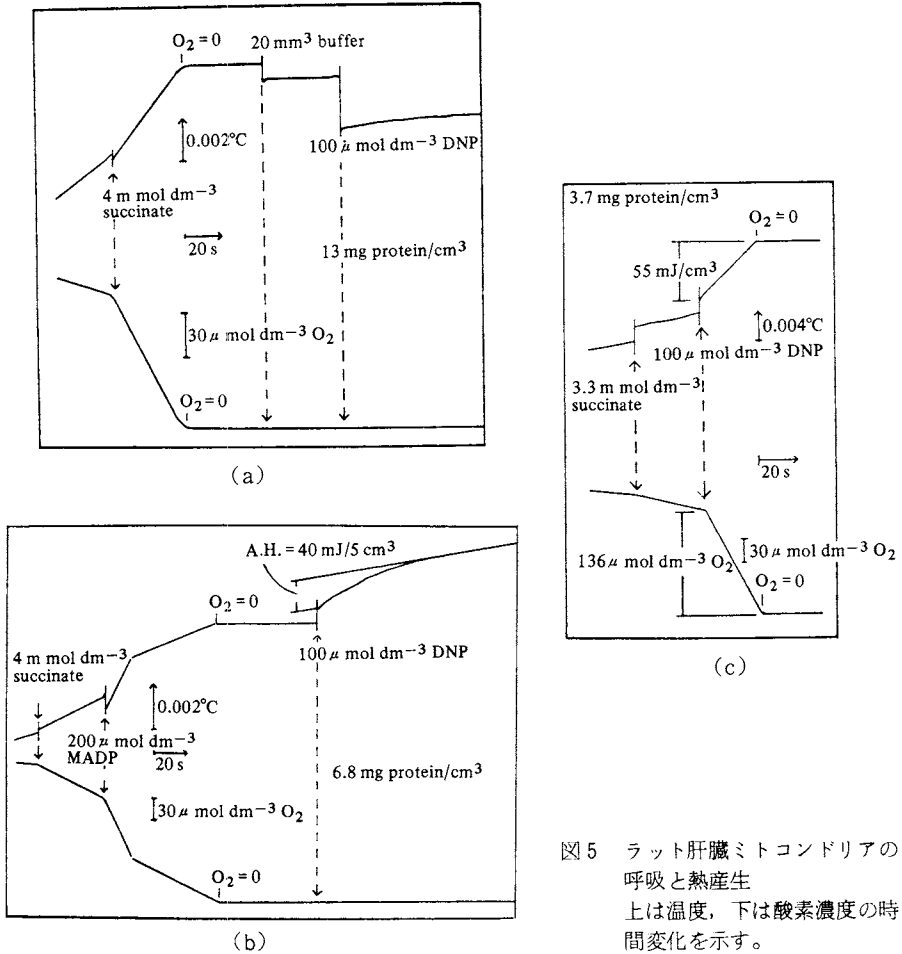 O2=0
20 mm3 buffer
0.002℃
100 μ mol dm−3 DNP
4 m mol dm−3
succinate
20 s
13 mg protein/cm3
30 μ mol dm−3 O2
O2=0
(a)
A.H.=40 mJ/5 cm3
O2=0
4 m mol dm−3
succinate
100 μ mol dm−3 DNP
0.002℃
200 μ mol dm−3
MADP
20 s
6.8 mg protein/cm3
30 μ mol dm−3 O2
O2=0
(b)
3.7 mg protein/cm3
O2=0
55 mJ/cm3
0.004℃
100 μ mol dm−3 DNP
3.3 m mol dm−3
succinate
20 s
136 μ mol dm−3 O2
30 μ mol dm−3 O2
O2=0
(c)
図5 ラット肝臓ミトコンドリアの
呼吸と熱産生
上は温度，下は酸素濃度の時
間変化を示す。